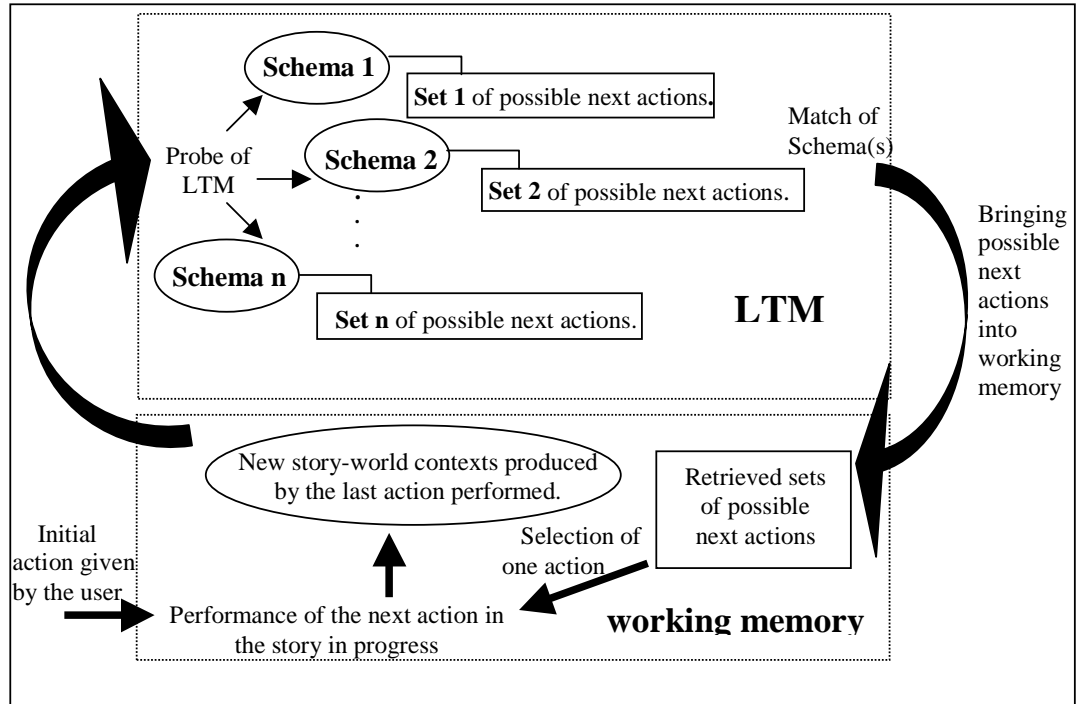 Schema 1
Set 1 of possible next actions.
Match of
Schema(s)
Probe of
LTM
Schema 2
Set 2 of possible next actions.
.
.
.
Schema n
Set n of possible next actions.
LTM
Bringing
possible
next
actions
into
working
memory
New story-world contexts produced
by the last action performed.
Retrieved sets
of possible
next actions
Initial
action given
by the user
Selection of
one action
Performance of the next action in
the story in progress
working memory